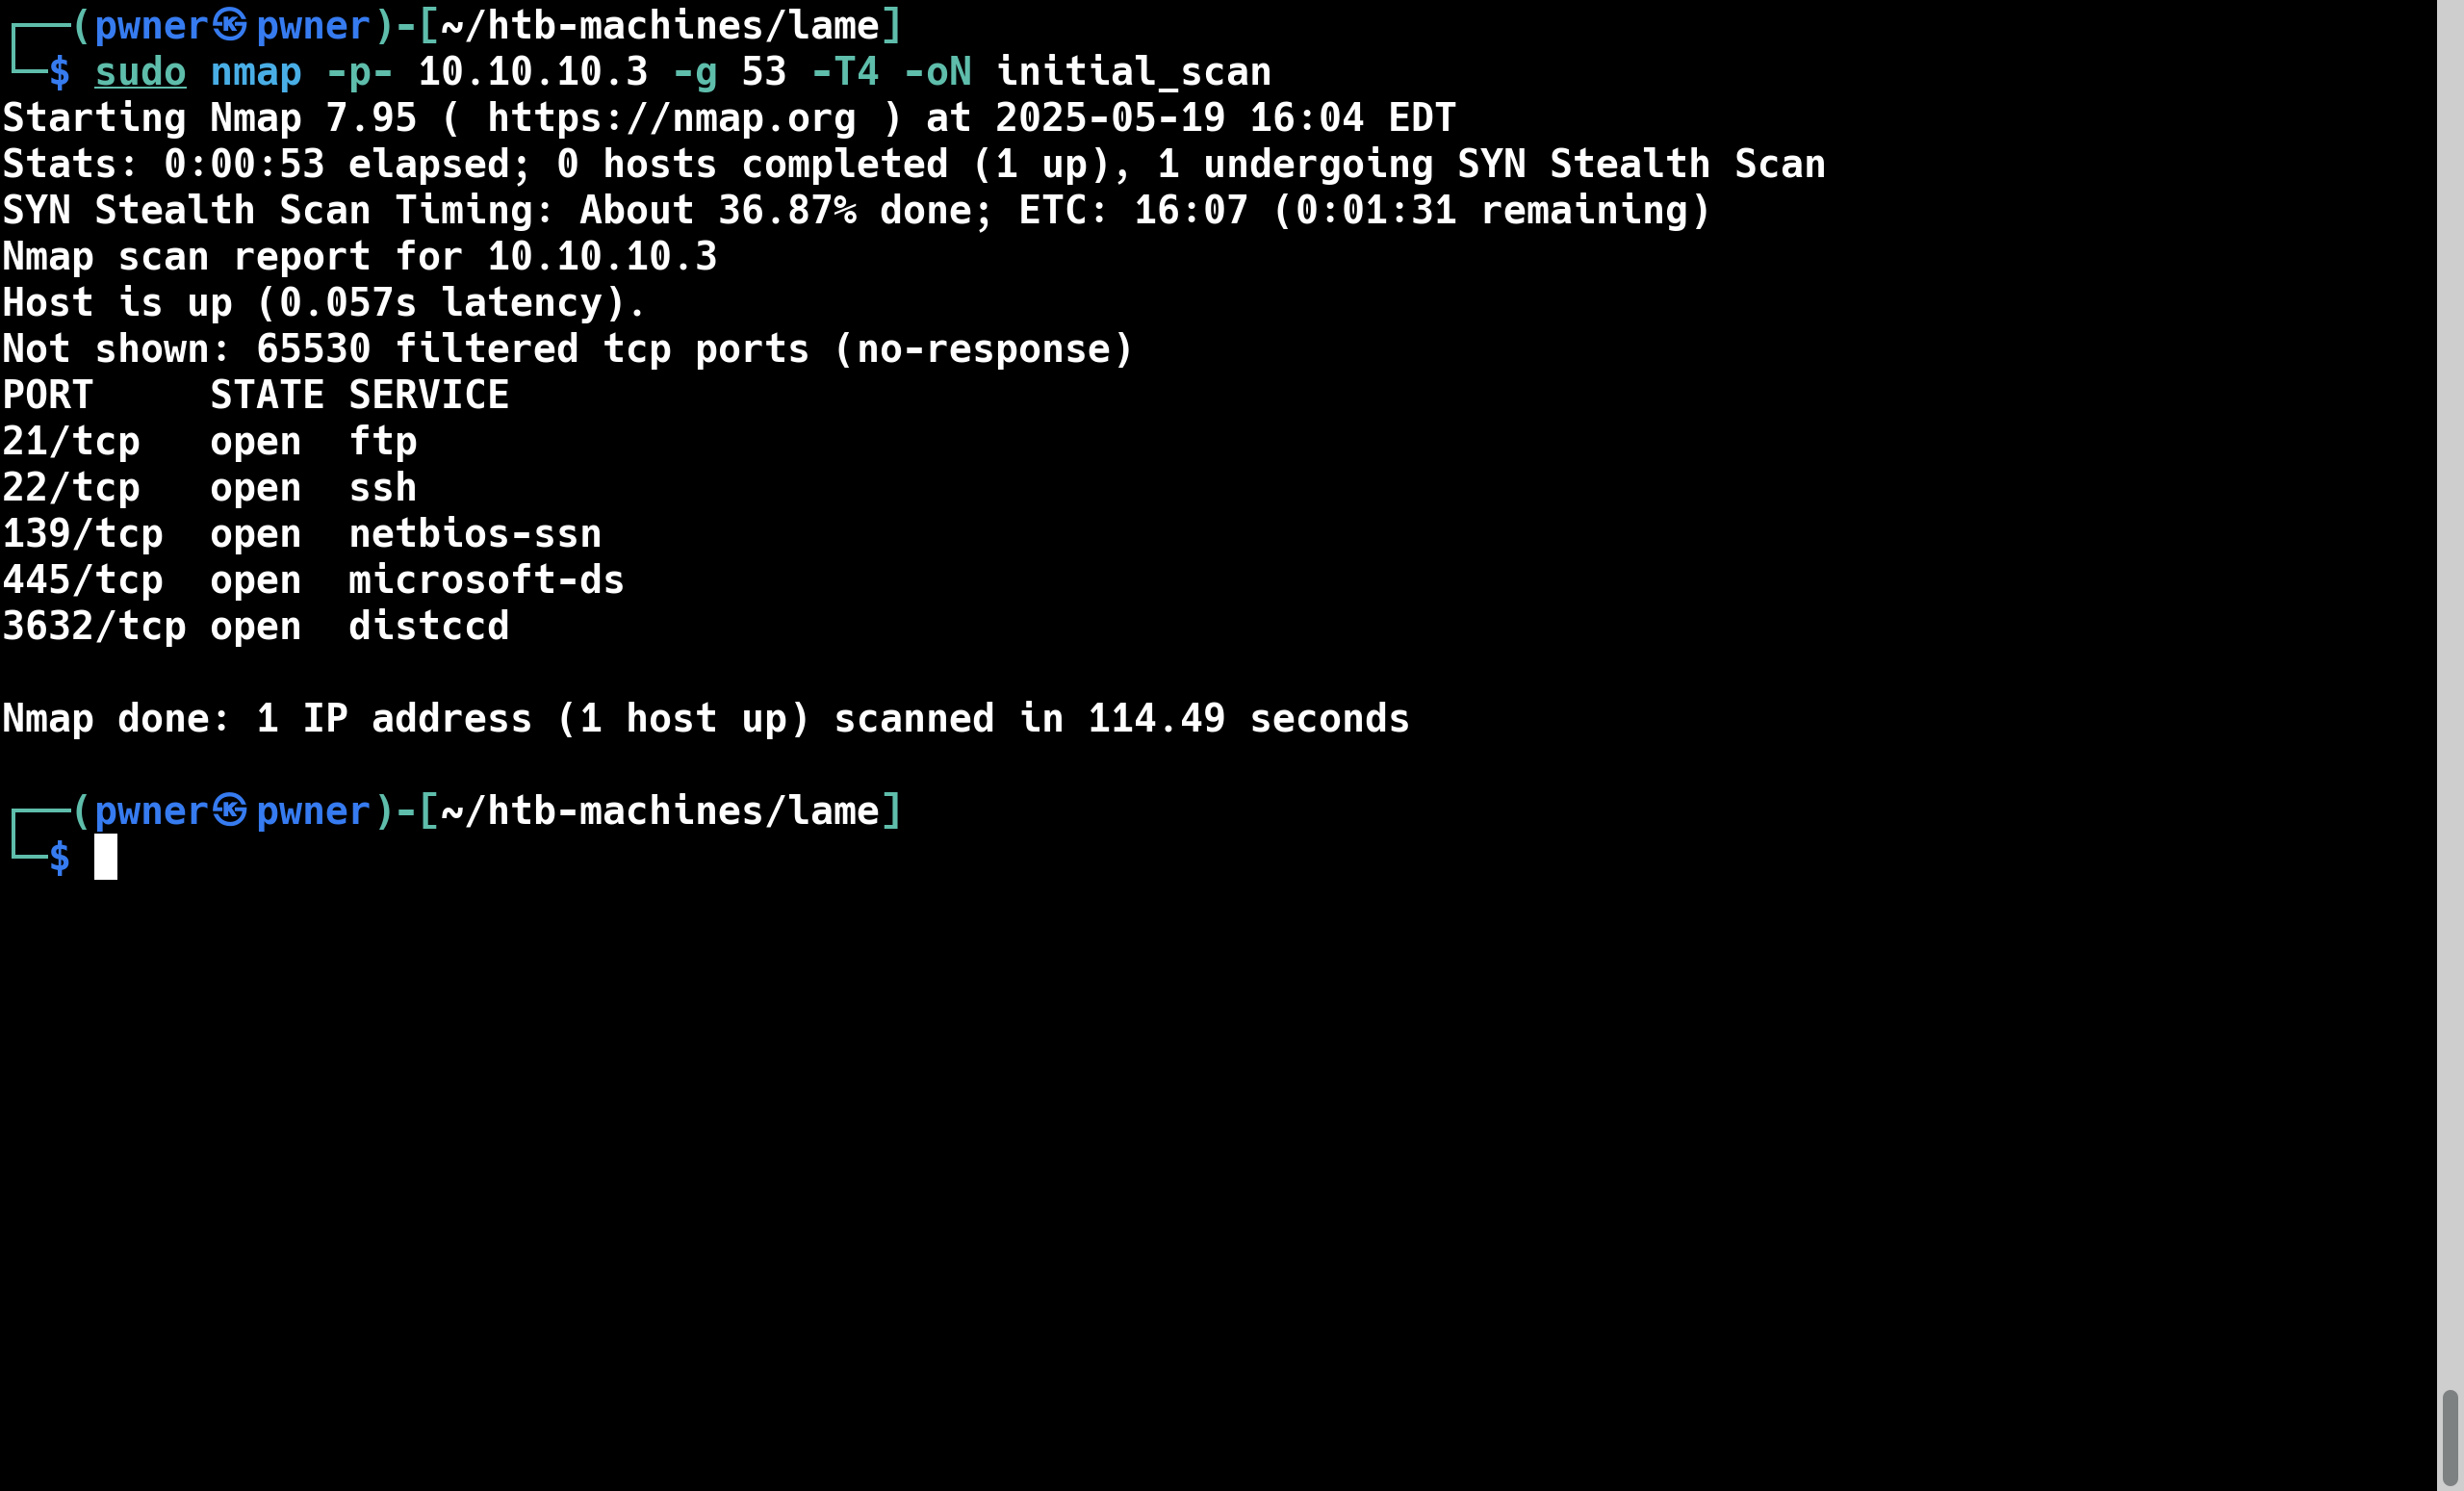 ┌──(pwner㉿pwner)-[~/htb-machines/lame]
└─$ sudo nmap -p- 10.10.10.3 -g 53 -T4 -oN initial_scan
Starting Nmap 7.95 ( https://nmap.org ) at 2025-05-19 16:04 EDT
Stats: 0:00:53 elapsed; 0 hosts completed (1 up), 1 undergoing SYN Stealth Scan
SYN Stealth Scan Timing: About 36.87% done; ETC: 16:07 (0:01:31 remaining)
Nmap scan report for 10.10.10.3
Host is up (0.057s latency).
Not shown: 65530 filtered tcp ports (no-response)
PORT     STATE SERVICE
21/tcp   open  ftp
22/tcp   open  ssh
139/tcp  open  netbios-ssn
445/tcp  open  microsoft-ds
3632/tcp open  distccd
Nmap done: 1 IP address (1 host up) scanned in 114.49 seconds
┌──(pwner㉿pwner)-[~/htb-machines/lame]
└─$